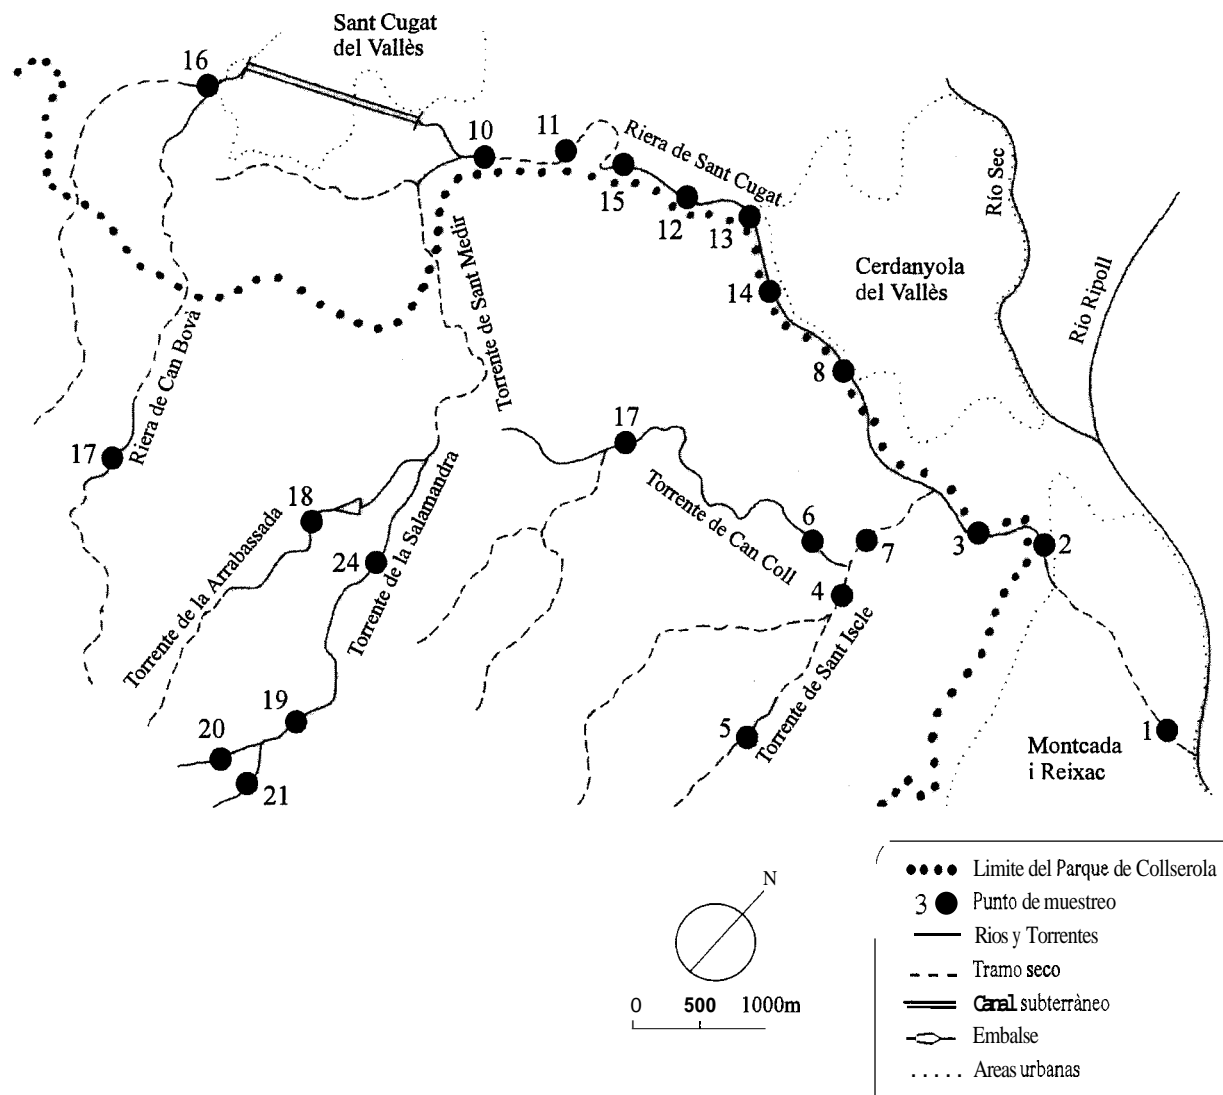 Sant Cugat
del Vallès
16
10
11
Riera de Sant Cugat
15
12
13
14
Río Sec
Río Ripoll
Cerdanyola
del Vallès
Torrente de Sant Medir
Riera de Can Bovà
8
17
17
18
Torrente de la Arrabassada
24
Torrente de la Salamandra
Torrente de Can Coll
6
7
3
2
4
Torrente de Sant Iscle
19
20
21
5
1
Montcada
i Reixac
N
0 500 1000m
Limite del Parque de Collserola
3 Punto de muestreo
Rios y Torrentes
Tramo seco
Canal subterràneo
Embalse
Areas urbanas